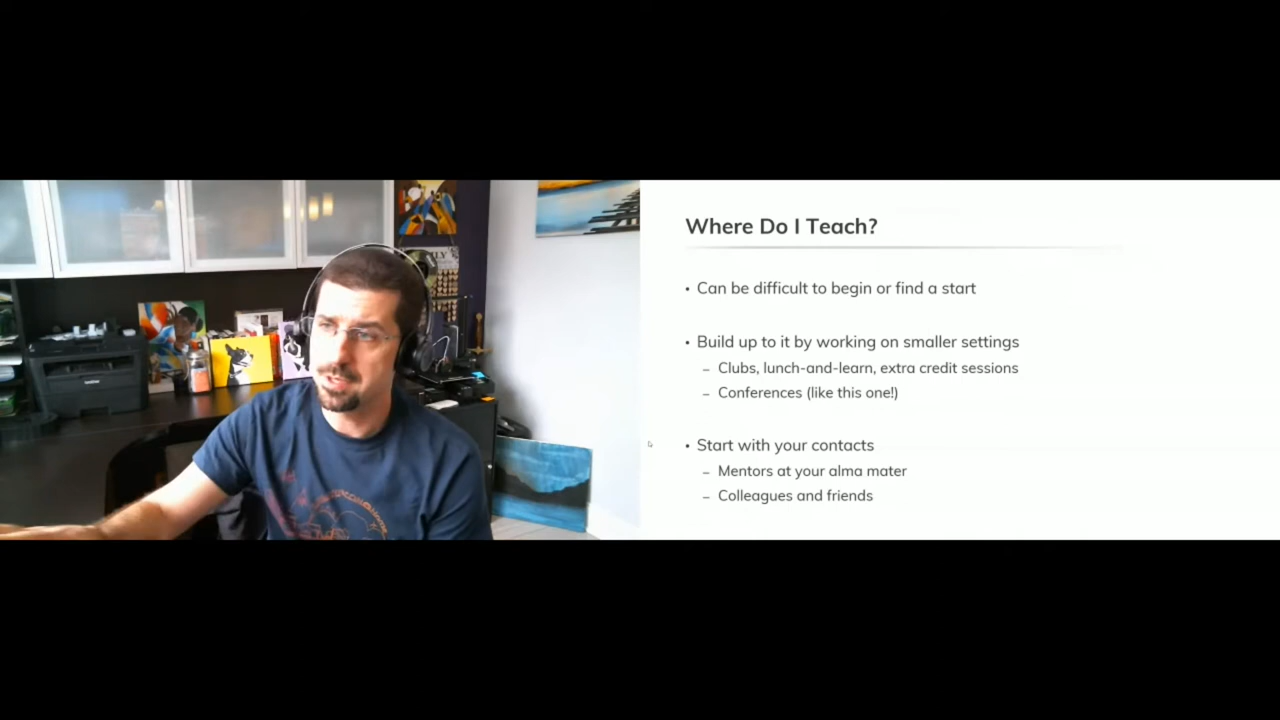 Where Do I Teach?
• Can be difficult to begin or find a start
• Build up to it by working on smaller settings
– Clubs, lunch-and-learn, extra credit sessions
– Conferences (like this one!)
• Start with your contacts
– Mentors at your alma mater
– Colleagues and friends